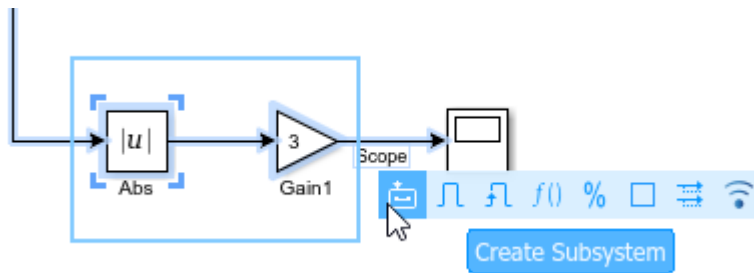 |u|
3
Scope
Abs
Gain1
f()
%
Create Subsystem